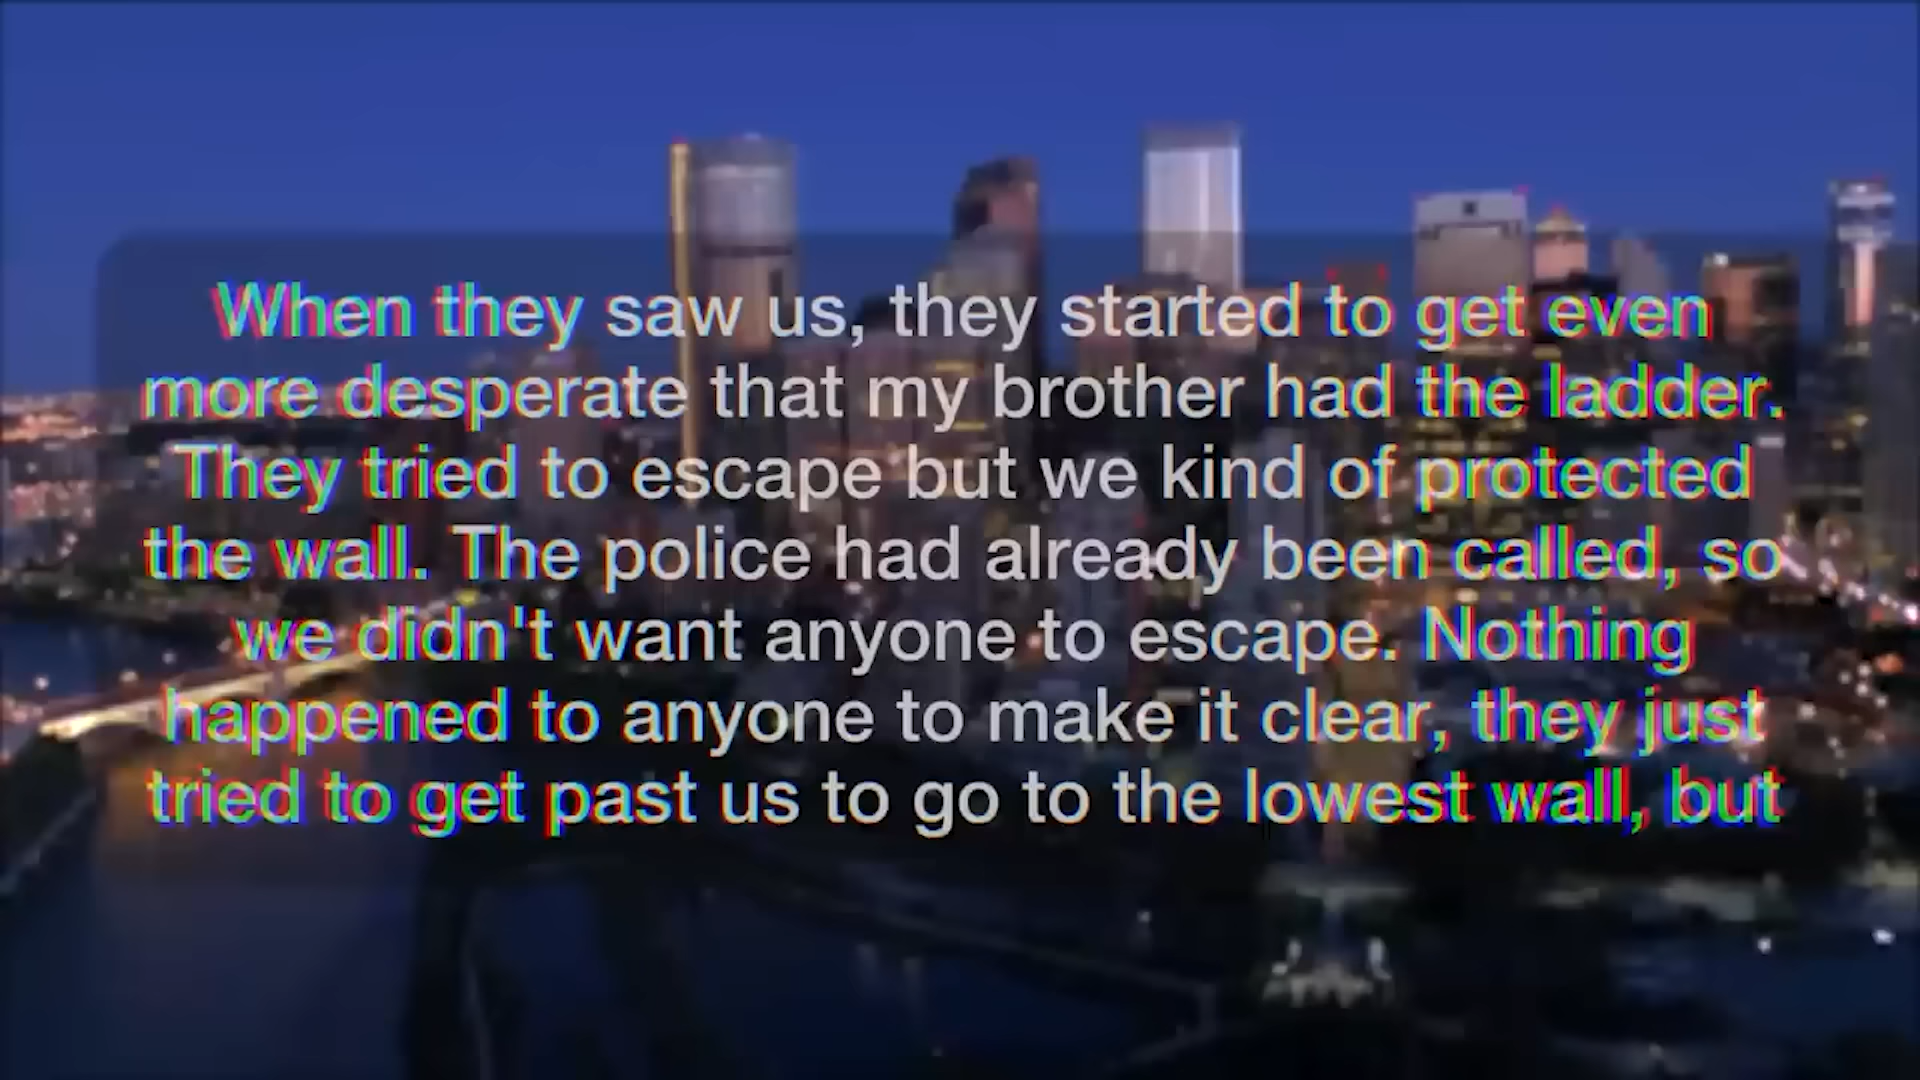 When they saw us, they started to get even
more desperate that my brother had the ladder.
They tried to escape but we kind of protected
the wall. The police had already been called, so
we didn't want anyone to escape. Nothing
happened to anyone to make it clear, they just
tried to get past us to go to the lowest wall, but